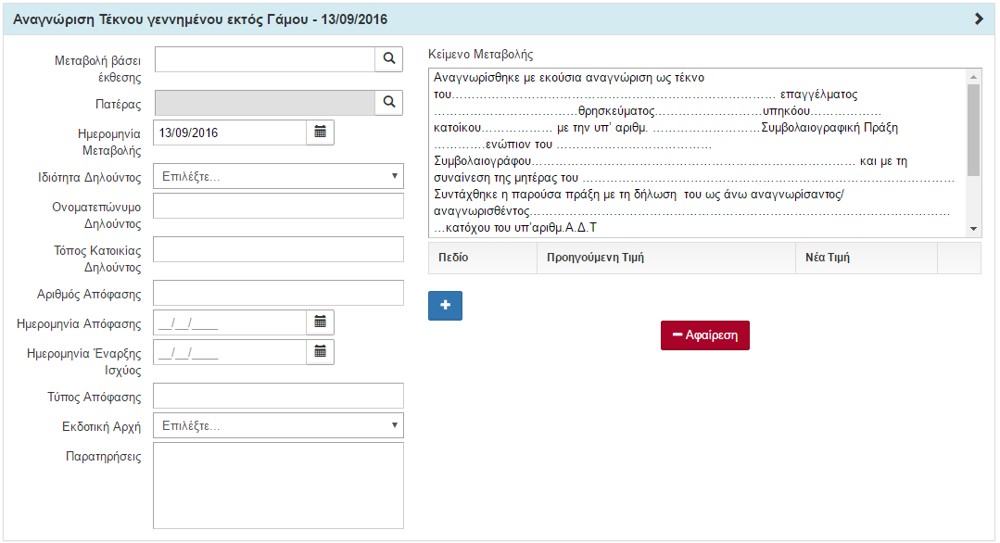 Αναγνώριση Τέκνου γεννημένου εκτός Γάμου - 13/09/2016
Μεταβολή βάσει
έκθεσης
Πατέρας
Ημερομηνία
Μεταβολής
13/09/2016
Ιδιότητα Δηλούντος
Επιλέξτε...
Ονοματεπώνυμο
Δηλούντος
Τόπος Κατοικίας
Δηλούντος
Αριθμός Απόφασης
Ημερομηνία Απόφασης
__/__/____
Ημερομηνία Έναρξης
Ισχύος
__/__/____
Τύπος Απόφασης
Εκδοτική Αρχή
Επιλέξτε...
Παρατηρήσεις
Κείμενο Μεταβολής
Αναγνωρίσθηκε με εκούσια αναγνώριση ως τέκνο
του…………………………………………………………………… επαγγέλματος
……………………………θρησκεύματος……………………υπηκόου……………
κατοίκου……………… με την υπ’ αριθμ. ……………………Συμβολαιογραφική Πράξη
…………ενώπιον του ………………………………
Συμβολαιογράφου…………………………………………………………………… και με τη
συναίνεση της μητέρας του ……………………………………………………………………………
Συντάχθηκε η παρούσα πράξη με τη δήλωση  του ως άνω αναγνωρίσαντος/
αναγνωρισθέντος………………………………………………………………………………………
…κατόχου του υπ’αριθμ.Α.Δ.Τ
Πεδίο Προηγούμενη Τιμή Νέα Τιμή
Αφαίρεση